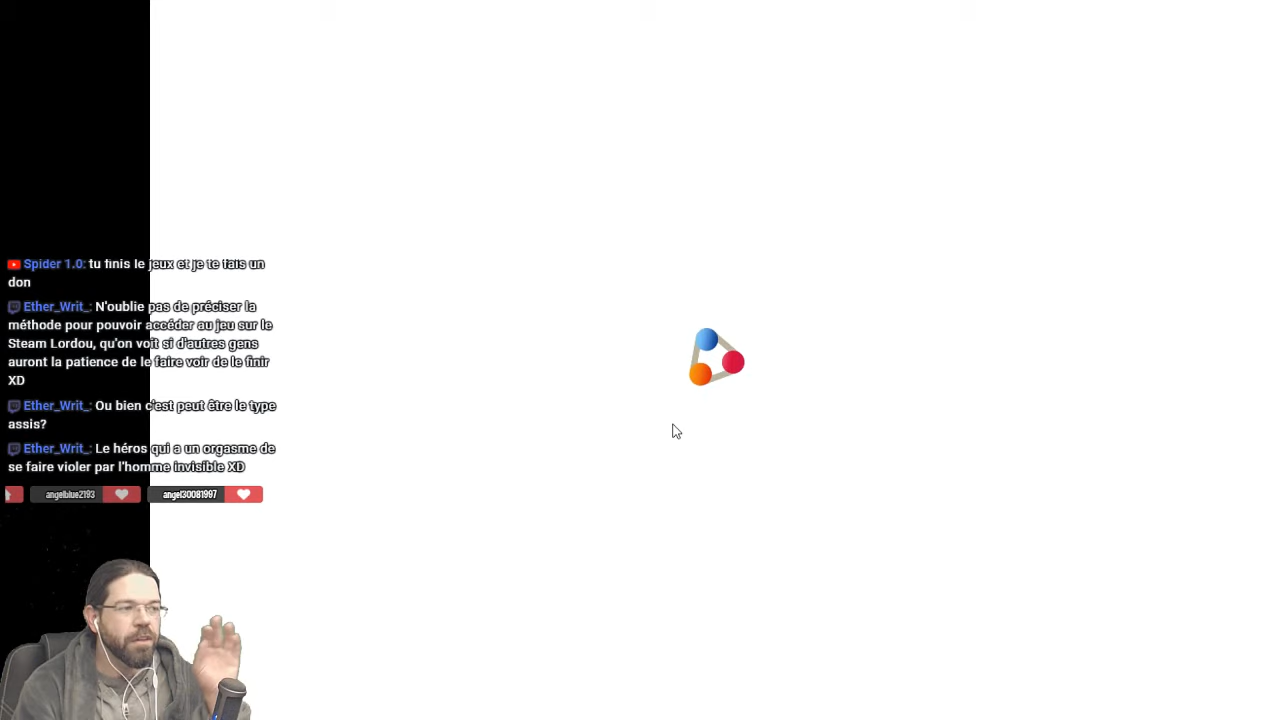 Spider 1.0: tu finis le jeux et je te fais un
don
Ether_Writ_: N'oublie pas de préciser la
méthode pour pouvoir accéder au jeu sur le
Steam Lordou, qu'on voit si d'autres gens
auront la patience de le faire voir de le finir
XD
Ether_Writ_: Ou bien c'est peut être le type
assis?
Ether_Writ_: Le héros qui a un orgasme de
se faire violer par l'homme invisible XD
angelblue2193 angel30081997